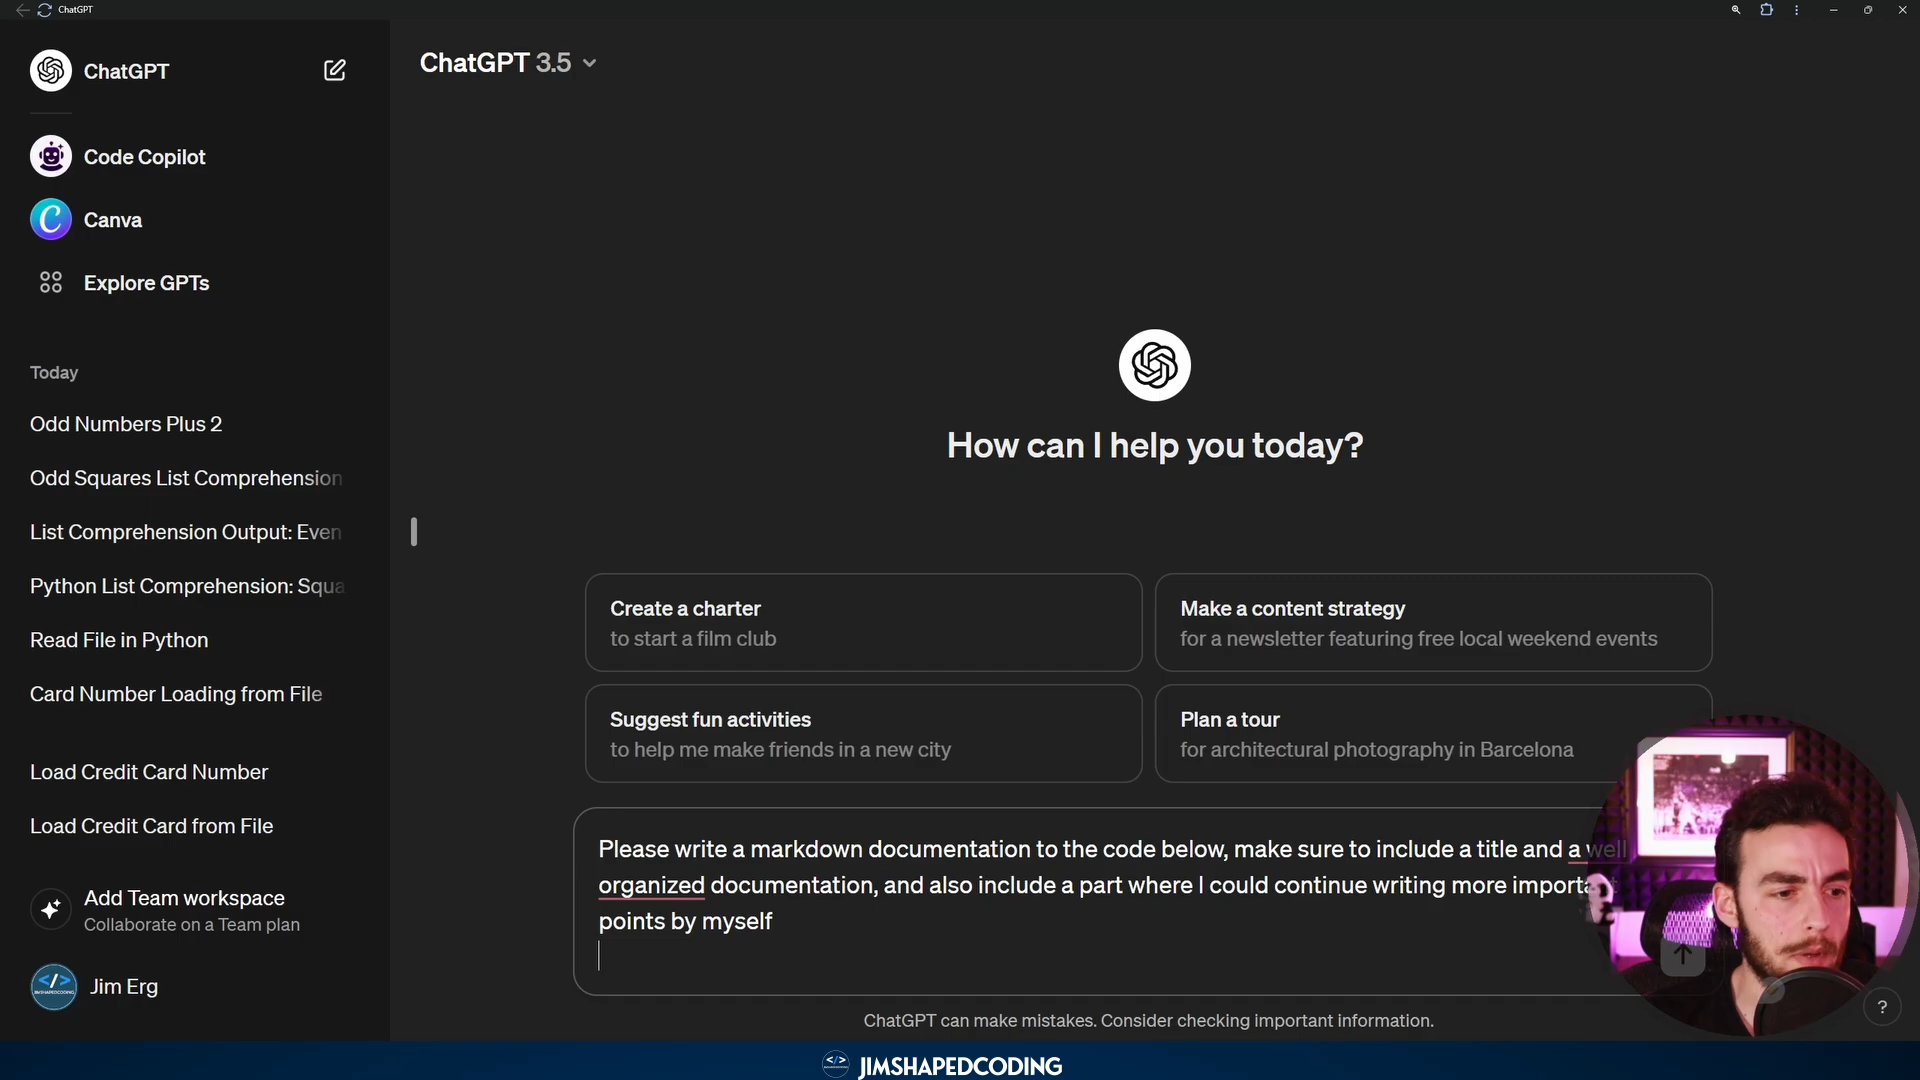 ChatGPT
ChatGPT
Code Copilot
Canva
Explore GPTs
Today
Odd Numbers Plus 2
Odd Squares List Comprehension
List Comprehension Output: Even
Python List Comprehension: Squa
Read File in Python
Card Number Loading from File
Load Credit Card Number
Load Credit Card from File
Add Team workspace
Collaborate on a Team plan
Jim Erg
ChatGPT 3.5
How can I help you today?
Create a charter
to start a film club
Make a content strategy
for a newsletter featuring free local weekend events
Suggest fun activities
to help me make friends in a new city
Plan a tour
for architectural photography in Barcelona
Please write a markdown documentation to the code below, make sure to include a title and a well
organized documentation, and also include a part where I could continue writing more important
points by myself
ChatGPT can make mistakes. Consider checking important information.
?
</> JIMSHAPEDCODING